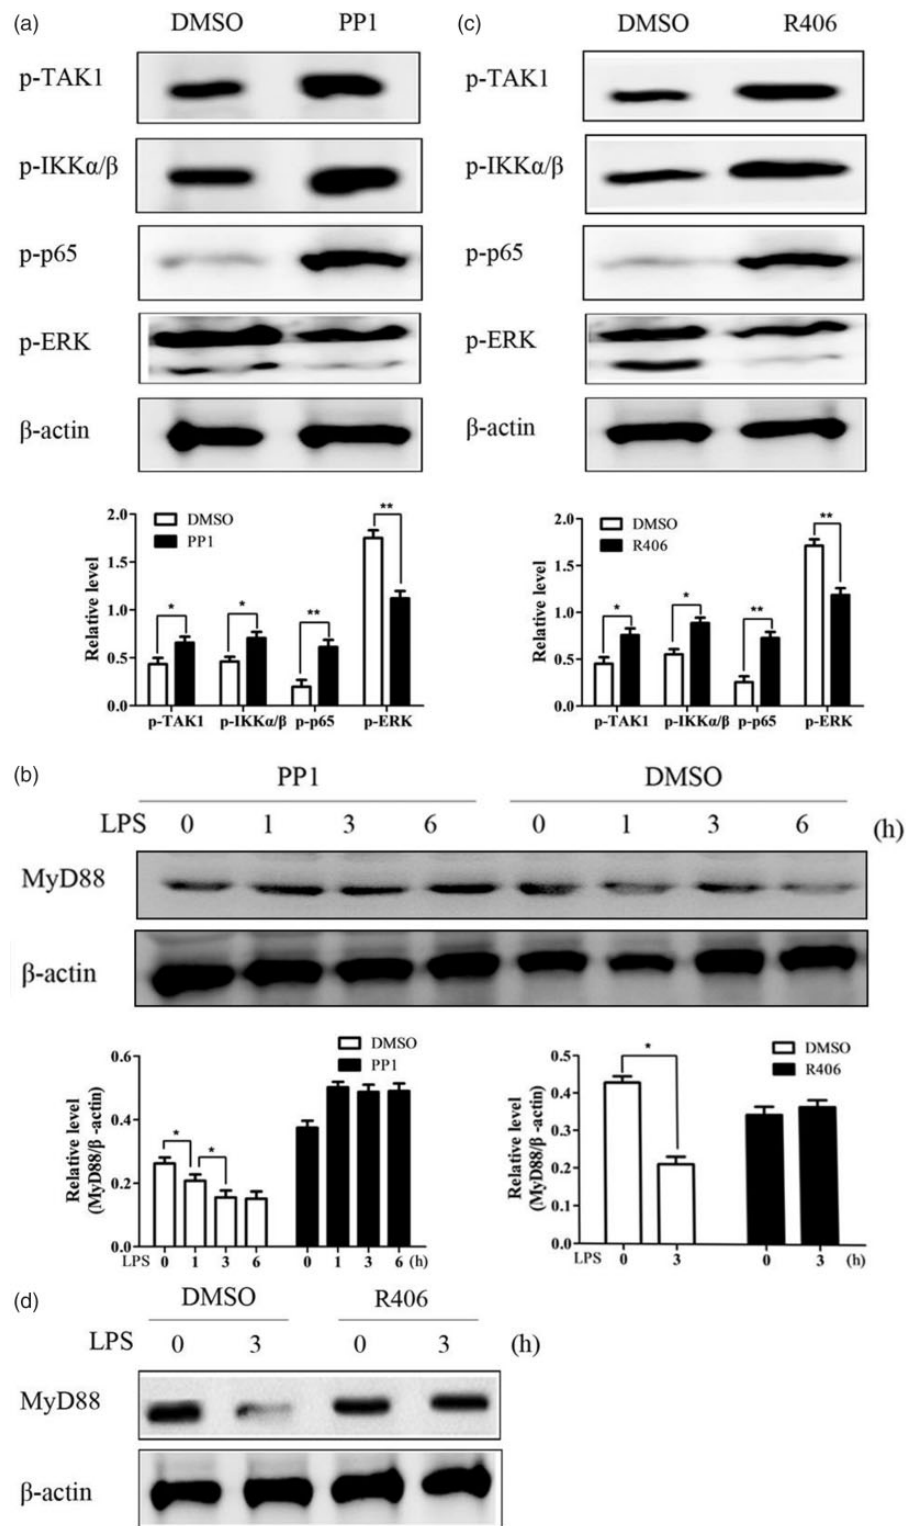 (a) DMSO PP1
p-TAK1
p-IKKα/β
p-p65
p-ERK
β-actin
2.0
1.5
1.0
0.5
0.0
Relative level
DMSO
PP1
* * ** **
p-TAK1 p-IKKα/β p-p65 p-ERK
(c) DMSO R406
p-TAK1
p-IKKα/β
p-p65
p-ERK
β-actin
2.0
1.5
1.0
0.5
0.0
Relative level
DMSO
R406
* * ** **
p-TAK1 p-IKKα/β p-p65 p-ERK
(b) PP1 DMSO
LPS 0 1 3 6 0 1 3 6 (h)
MyD88
β-actin
0.6
0.4
0.2
0.0
Relative level
(MyD88/β -actin)
DMSO
PP1
* *
LPS 0 1 3 6 0 1 3 6 (h)
0.5
0.4
0.3
0.2
0.1
0.0
Relative level
(MyD88/β -actin)
DMSO
R406
*
LPS 0 3 0 3 (h)
(d) DMSO R406
LPS 0 3 0 3 (h)
MyD88
β-actin